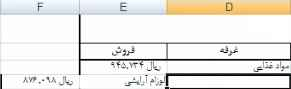 F E D
غرفه فروش
مواد غذایی ریال ۹۴۵,۷۳۴
لوازم آرایشی ریال ۸۷۶,۰۹۸